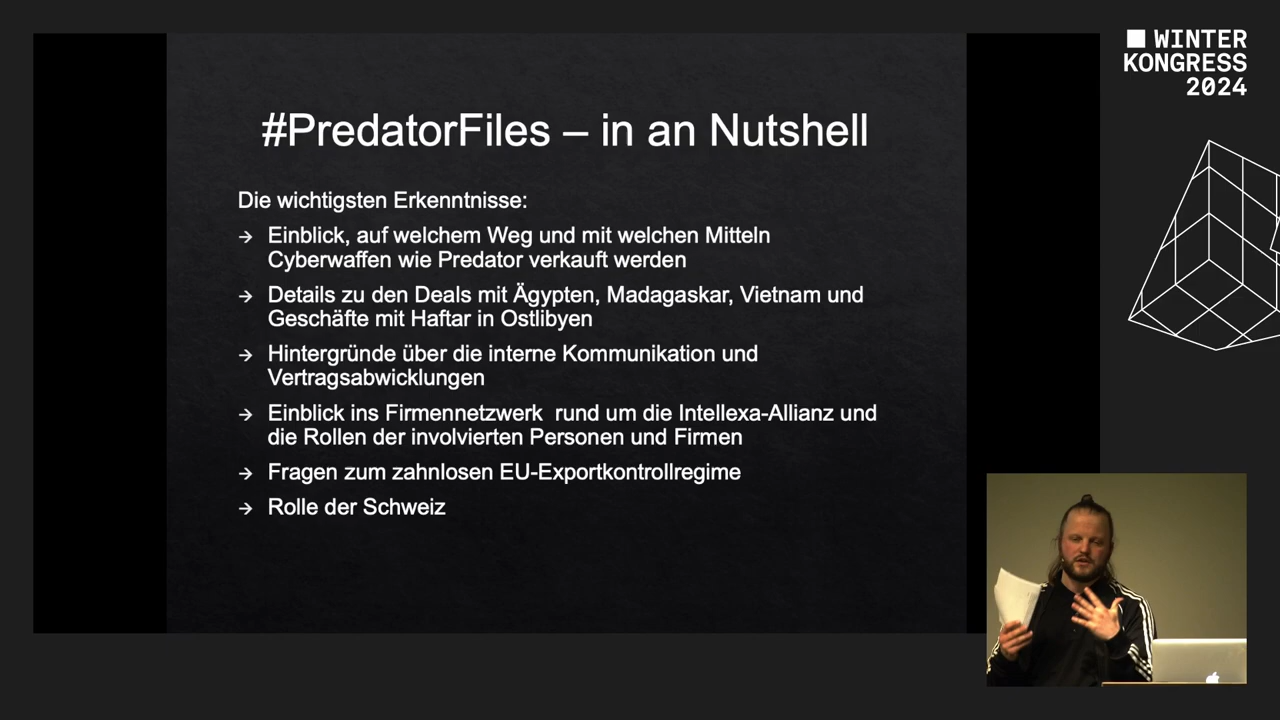 WINTER
KONGRESS
2024
#PredatorFiles – in an Nutshell
Die wichtigsten Erkenntnisse:
→ Einblick, auf welchem Weg und mit welchen Mitteln
Cyberwaffen wie Predator verkauft werden
→ Details zu den Deals mit Ägypten, Madagaskar, Vietnam und
Geschäfte mit Haftar in Ostlibyen
→ Hintergründe über die interne Kommunikation und
Vertragsabwicklungen
→ Einblick ins Firmennetzwerk  rund um die Intellexa-Allianz und
die Rollen der involvierten Personen und Firmen
→ Fragen zum zahnlosen EU-Exportkontrollregime
→ Rolle der Schweiz